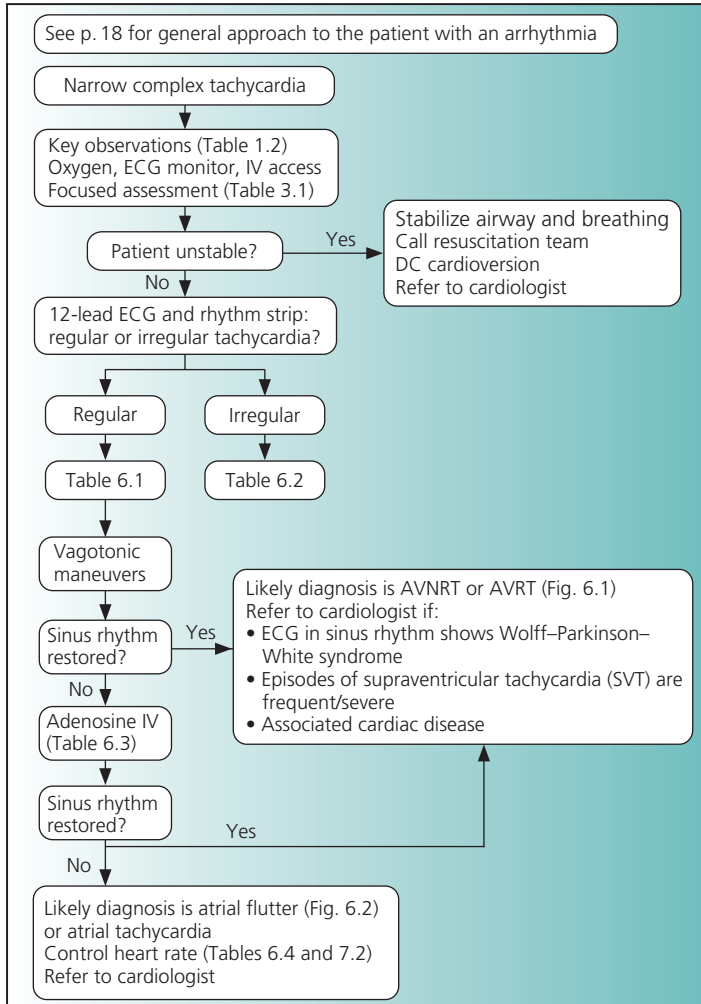 See p. 18 for general approach to the patient with an arrhythmia
Narrow complex tachycardia
Key observations (Table 1.2)
Oxygen, ECG monitor, IV access
Focused assessment (Table 3.1)
Patient unstable?
Yes
Stabilize airway and breathing
Call resuscitation team
DC cardioversion
Refer to cardiologist
No
12-lead ECG and rhythm strip:
regular or irregular tachycardia?
Regular
Irregular
Table 6.1
Table 6.2
Vagotonic
maneuvers
Sinus rhythm
restored?
Yes
Likely diagnosis is AVNRT or AVRT (Fig. 6.1)
Refer to cardiologist if:
• ECG in sinus rhythm shows Wolff–Parkinson–
White syndrome
• Episodes of supraventricular tachycardia (SVT) are
frequent/severe
• Associated cardiac disease
No
Adenosine IV
(Table 6.3)
Sinus rhythm
restored?
Yes
No
Likely diagnosis is atrial flutter (Fig. 6.2)
or atrial tachycardia
Control heart rate (Tables 6.4 and 7.2)
Refer to cardiologist